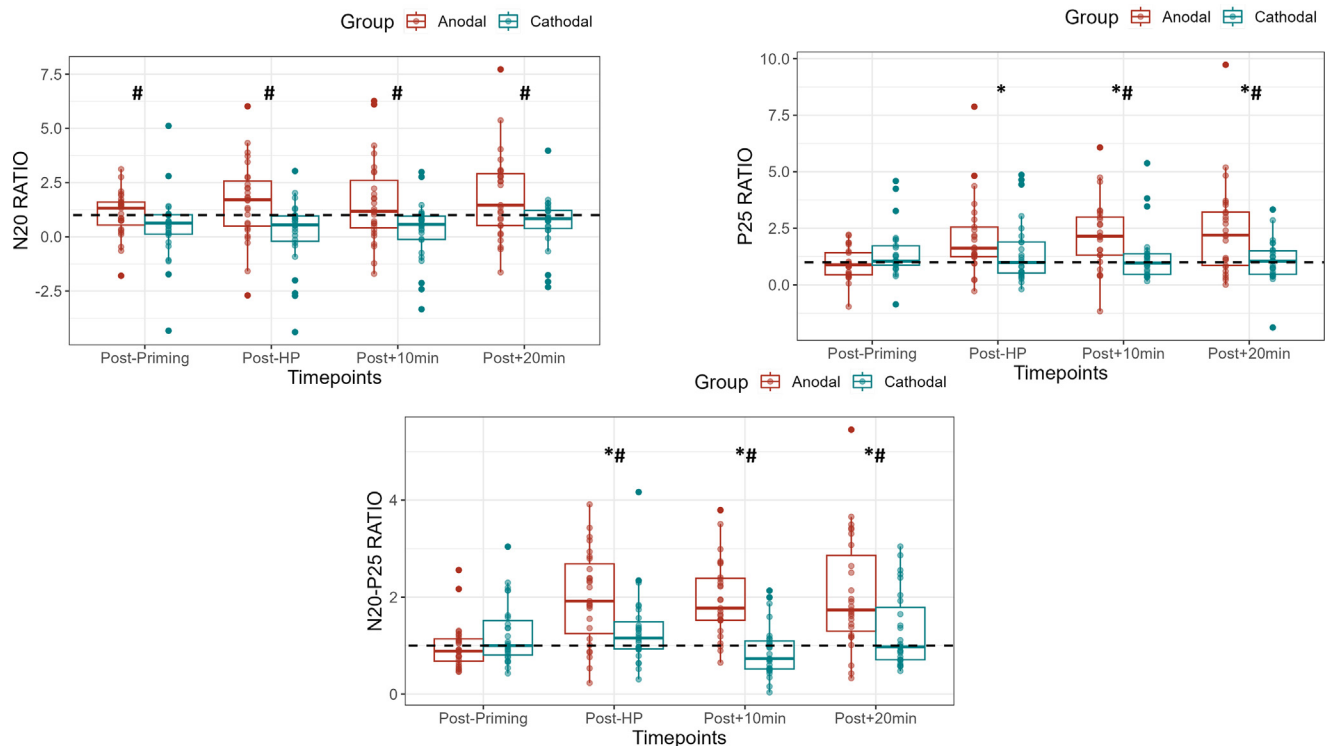 Group Anodal Cathodal
7.5
5.0
2.5
0.0
-2.5
N20 RATIO
# # # #
Post-Priming Post-HP Post+10min Post+20min
Timepoints
Group Anodal Cathodal
10.0
7.5
5.0
2.5
0.0
P25 RATIO
* *# *#
Post-Priming Post-HP Post+10min Post+20min
Timepoints
Group Anodal Cathodal
4
2
0
N20-P25 RATIO
*# *# *#
Post-Priming Post-HP Post+10min Post+20min
Timepoints